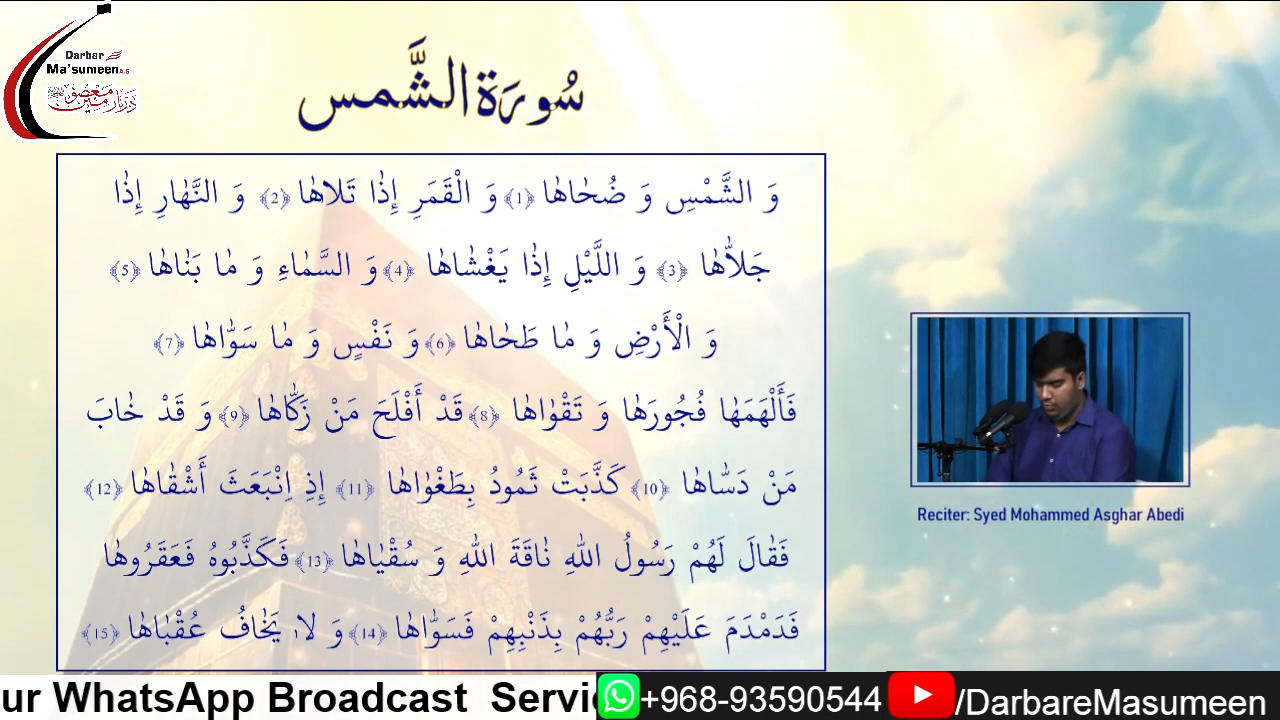 Darbar
Ma'sumeen A.S
سُورَة الشَّمس
وَ الشَّمْسِ وَ ضُحٰاهٰا ﴿1﴾ وَ الْقَمَرِ إِذٰا تَلاٰهٰا ﴿2﴾ وَ النَّهٰارِ إِذٰا
جَلاّٰهٰا ﴿3﴾ وَ اللَّيْلِ إِذٰا يَغْشٰاهٰا ﴿4﴾ وَ السَّمٰاءِ وَ مٰا بَنٰاهٰا ﴿5﴾
وَ الْأَرْضِ وَ مٰا طَحٰاهٰا ﴿6﴾ وَ نَفْسٍ وَ مٰا سَوّٰاهٰا ﴿7﴾
فَأَلْهَمَهٰا فُجُورَهٰا وَ تَقْوٰاهٰا ﴿8﴾ قَدْ أَفْلَحَ مَنْ زَكّٰاهٰا ﴿9﴾ وَ قَدْ خٰابَ
مَنْ دَسّٰاهٰا ﴿10﴾ كَذَّبَتْ ثَمُودُ بِطَغْوٰاهٰا ﴿11﴾ إِذِ اِنْبَعَثَ أَشْقٰاهٰا ﴿12﴾
فَقٰالَ لَهُمْ رَسُولُ اللّٰهِ نٰاقَةَ اللّٰهِ وَ سُقْيٰاهٰا ﴿13﴾ فَكَذَّبُوهُ فَعَقَرُوهٰا
فَدَمْدَمَ عَلَيْهِمْ رَبُّهُمْ بِذَنْبِهِمْ فَسَوّٰاهٰا ﴿14﴾ وَ لاٰ يَخٰافُ عُقْبٰاهٰا ﴿15﴾
Reciter: Syed Mohammed Asghar Abedi
ur WhatsApp Broadcast Servi
+968-93590544
/DarbareMasumeen